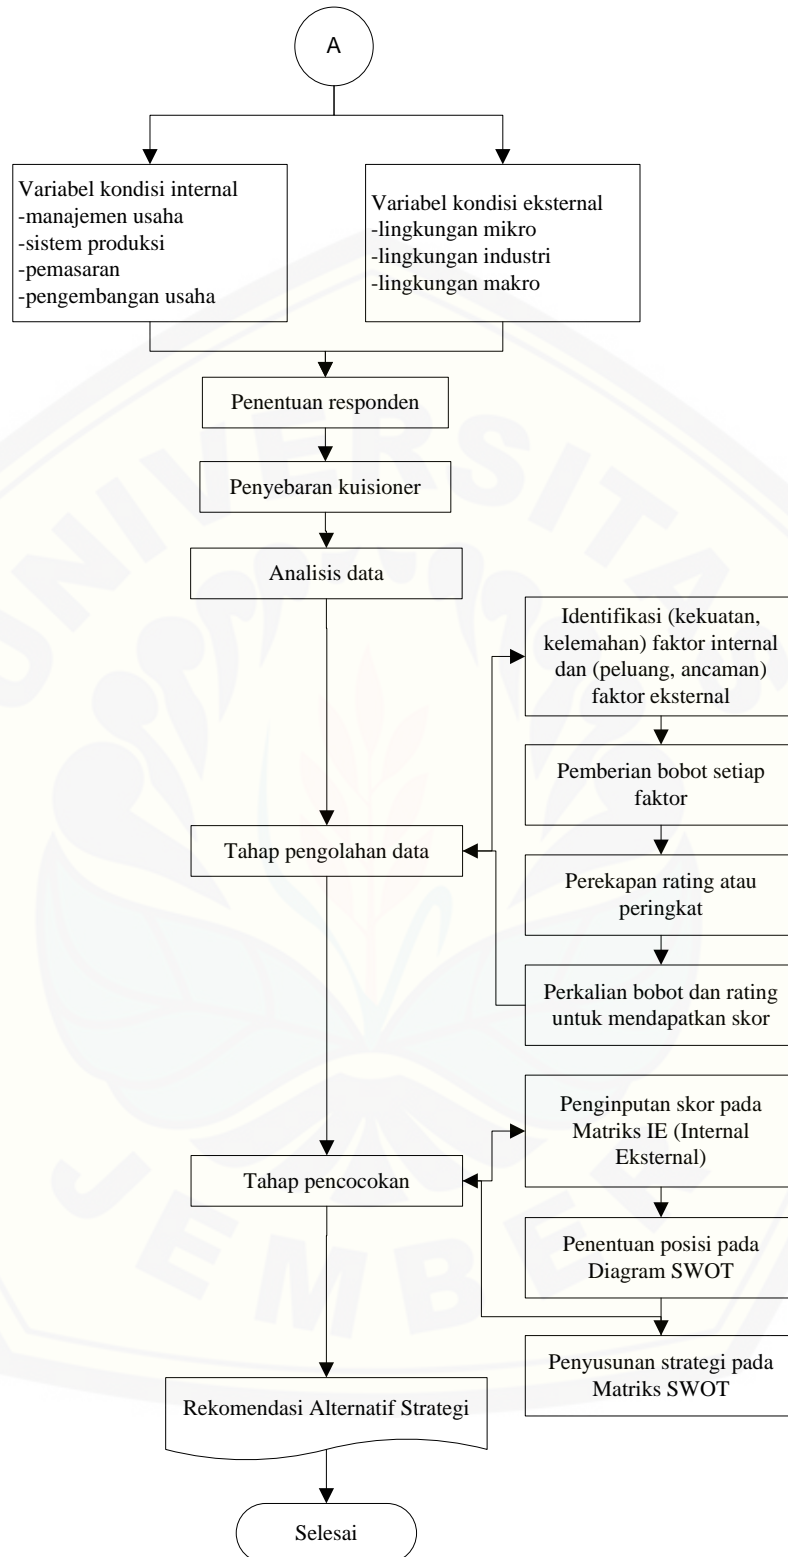 A
Variabel kondisi internal
-manajemen usaha
-sistem produksi
-pemasaran
-pengembangan usaha
Variabel kondisi eksternal
-lingkungan mikro
-lingkungan industri
-lingkungan makro
Penentuan responden
Penyebaran kuisioner
Analisis data
Identifikasi (kekuatan,
kelemahan) faktor internal
dan (peluang, ancaman)
faktor eksternal
Pemberian bobot setiap
faktor
Tahap pengolahan data
Perekapan rating atau
peringkat
Perkalian bobot dan rating
untuk mendapatkan skor
Penginputan skor pada
Matriks IE (Internal
Eksternal)
Tahap pencocokan
Penentuan posisi pada
Diagram SWOT
Penyusunan strategi pada
Matriks SWOT
Rekomendasi Alternatif Strategi
Selesai
UNIVERSITAS
JEMBER